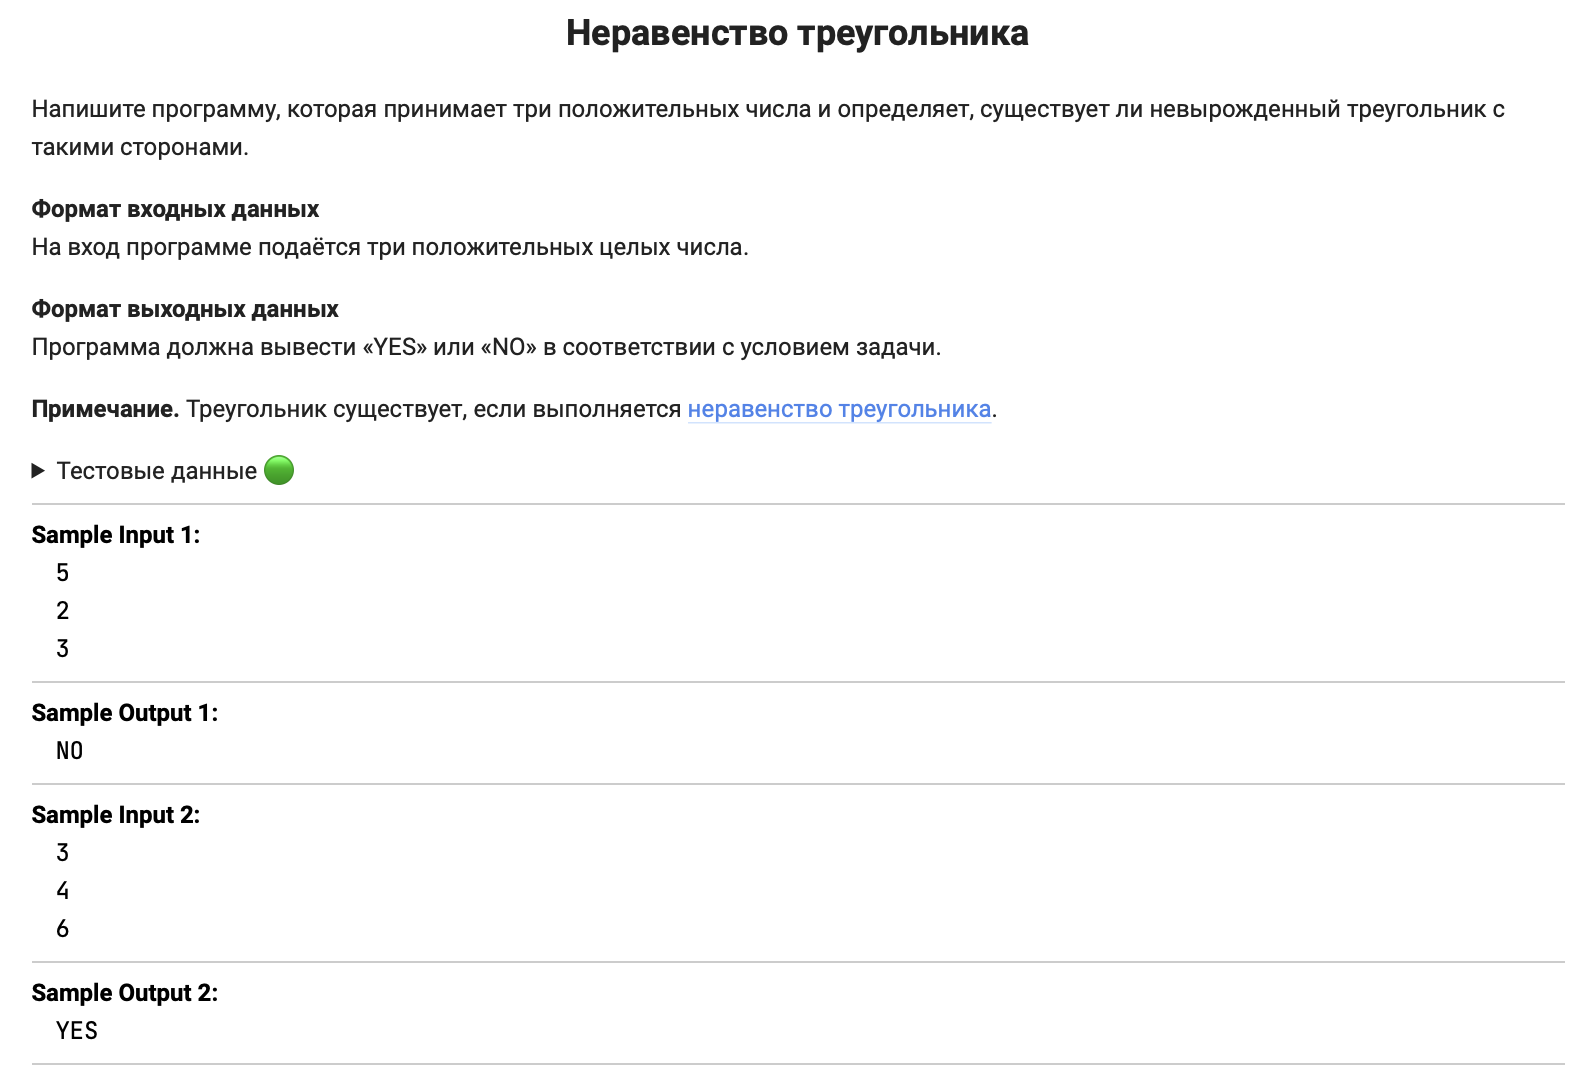 Неравенство треугольника
Напишите программу, которая принимает три положительных числа и определяет, существует ли невырожденный треугольник с
такими сторонами.
Формат входных данных
На вход программе подаётся три положительных целых числа.
Формат выходных данных
Программа должна вывести «YES» или «NO» в соответствии с условием задачи.
Примечание. Треугольник существует, если выполняется неравенство треугольника.
Тестовые данные
Sample Input 1:
5
2
3
Sample Output 1:
NO
Sample Input 2:
3
4
6
Sample Output 2:
YES